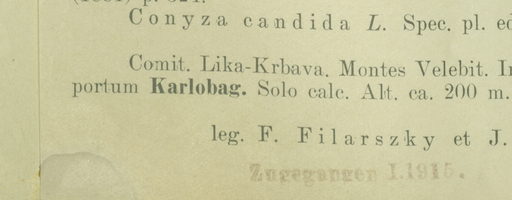 Conyza candida L. Spec. pl. ed
Comit. Lika-Krbava. Montes Velebit. In
portum Karlobag. Solo calc. Alt. ca. 200 m.
leg. F. Filarszky et J.
Zugegangen I.1915.